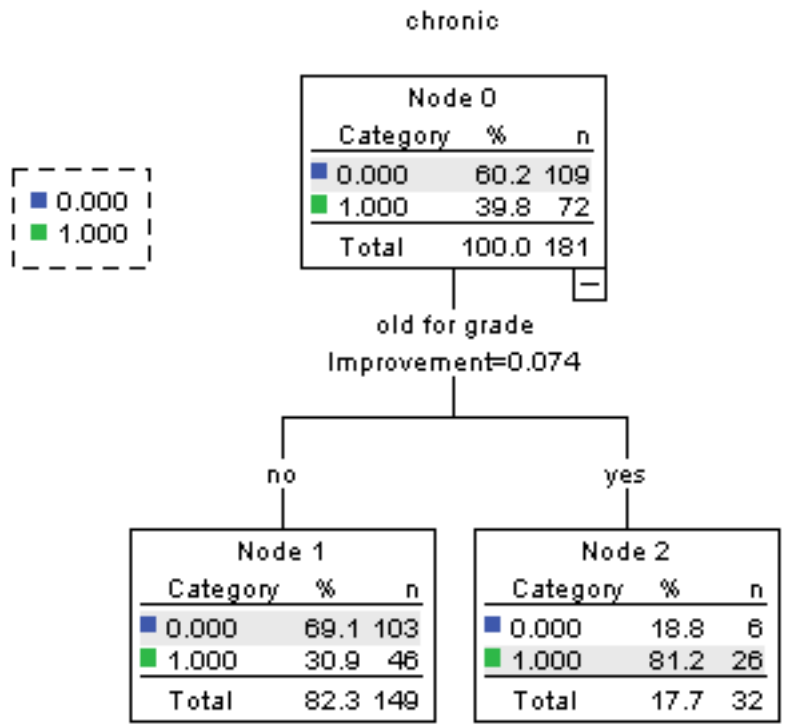 chronic
Node 0
Category % n
0.000 60.2 109
1.000 39.8 72
Total 100.0 181
0.000
1.000
old for grade
Improvement=0.074
no
yes
Node 1
Category % n
0.000 69.1 103
1.000 30.9 46
Total 82.3 149
Node 2
Category % n
0.000 18.8 6
1.000 81.2 26
Total 17.7 32